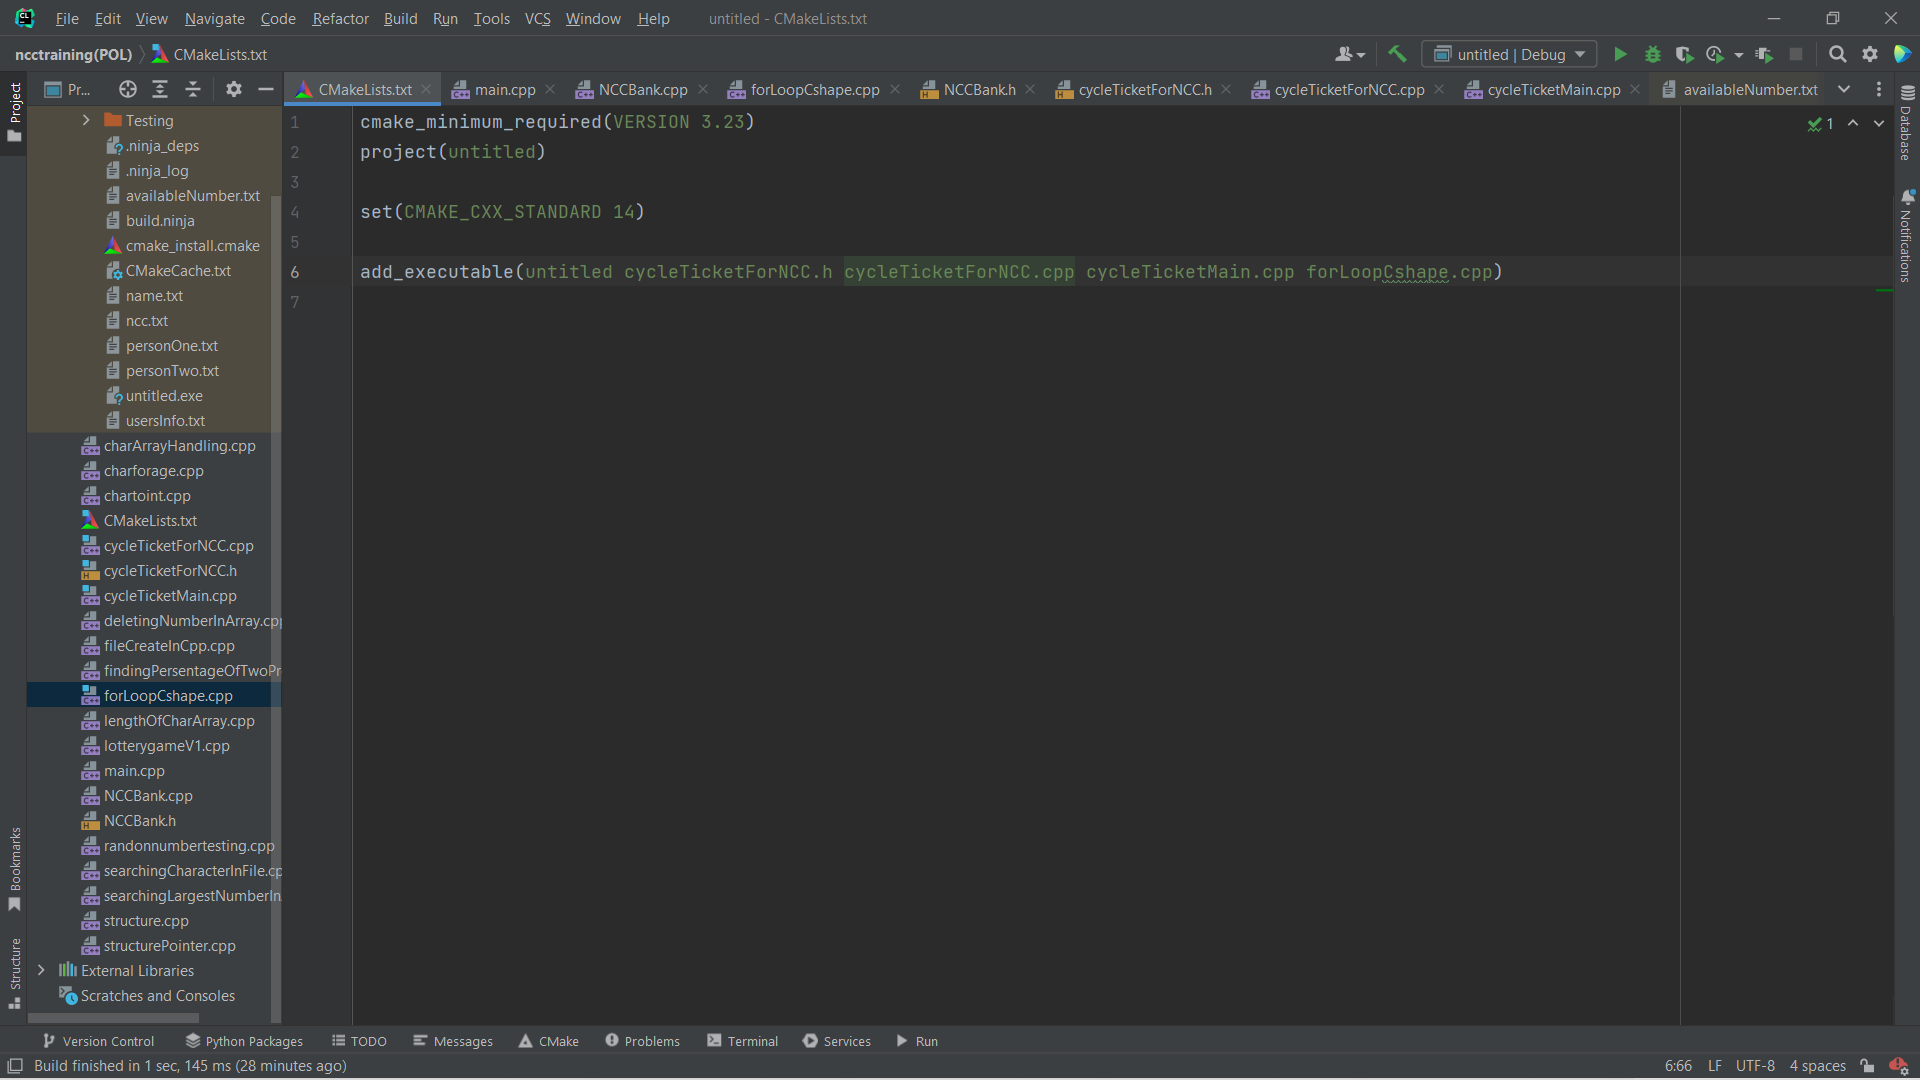 File Edit View Navigate Code Refactor Build Run Tools VCS Window Help untitled - CMakeLists.txt
ncctraining(POL) CMakeLists.txt untitled | Debug
Project
Pr...
CMakeLists.txt main.cpp NCCBank.cpp forLoopCshape.cpp NCCBank.h cycleTicketForNCC.h cycleTicketForNCC.cpp cycleTicketMain.cpp availableNumber.txt
Testing
.ninja_deps
.ninja_log
availableNumber.txt
build.ninja
cmake_install.cmake
CMakeCache.txt
name.txt
ncc.txt
personOne.txt
personTwo.txt
untitled.exe
usersInfo.txt
charArrayHandling.cpp
charforage.cpp
chartoint.cpp
CMakeLists.txt
cycleTicketForNCC.cpp
cycleTicketForNCC.h
cycleTicketMain.cpp
deletingNumberInArray.cpp
fileCreateInCpp.cpp
findingPersentageOfTwoPr
forLoopCshape.cpp
lengthOfCharArray.cpp
lotterygameV1.cpp
main.cpp
NCCBank.cpp
NCCBank.h
randonnumbertesting.cpp
searchingCharacterInFile.cp
searchingLargestNumberIn
structure.cpp
structurePointer.cpp
External Libraries
Scratches and Consoles
1 cmake_minimum_required(VERSION 3.23)
2 project(untitled)
3
4 set(CMAKE_CXX_STANDARD 14)
5
6 add_executable(untitled cycleTicketForNCC.h cycleTicketForNCC.cpp cycleTicketMain.cpp forLoopCshape.cpp)
7
1
Database
Notifications
Bookmarks
Structure
Version Control Python Packages TODO Messages CMake Problems Terminal Services Run
Build finished in 1 sec, 145 ms (28 minutes ago) 6:66 LF UTF-8 4 spaces